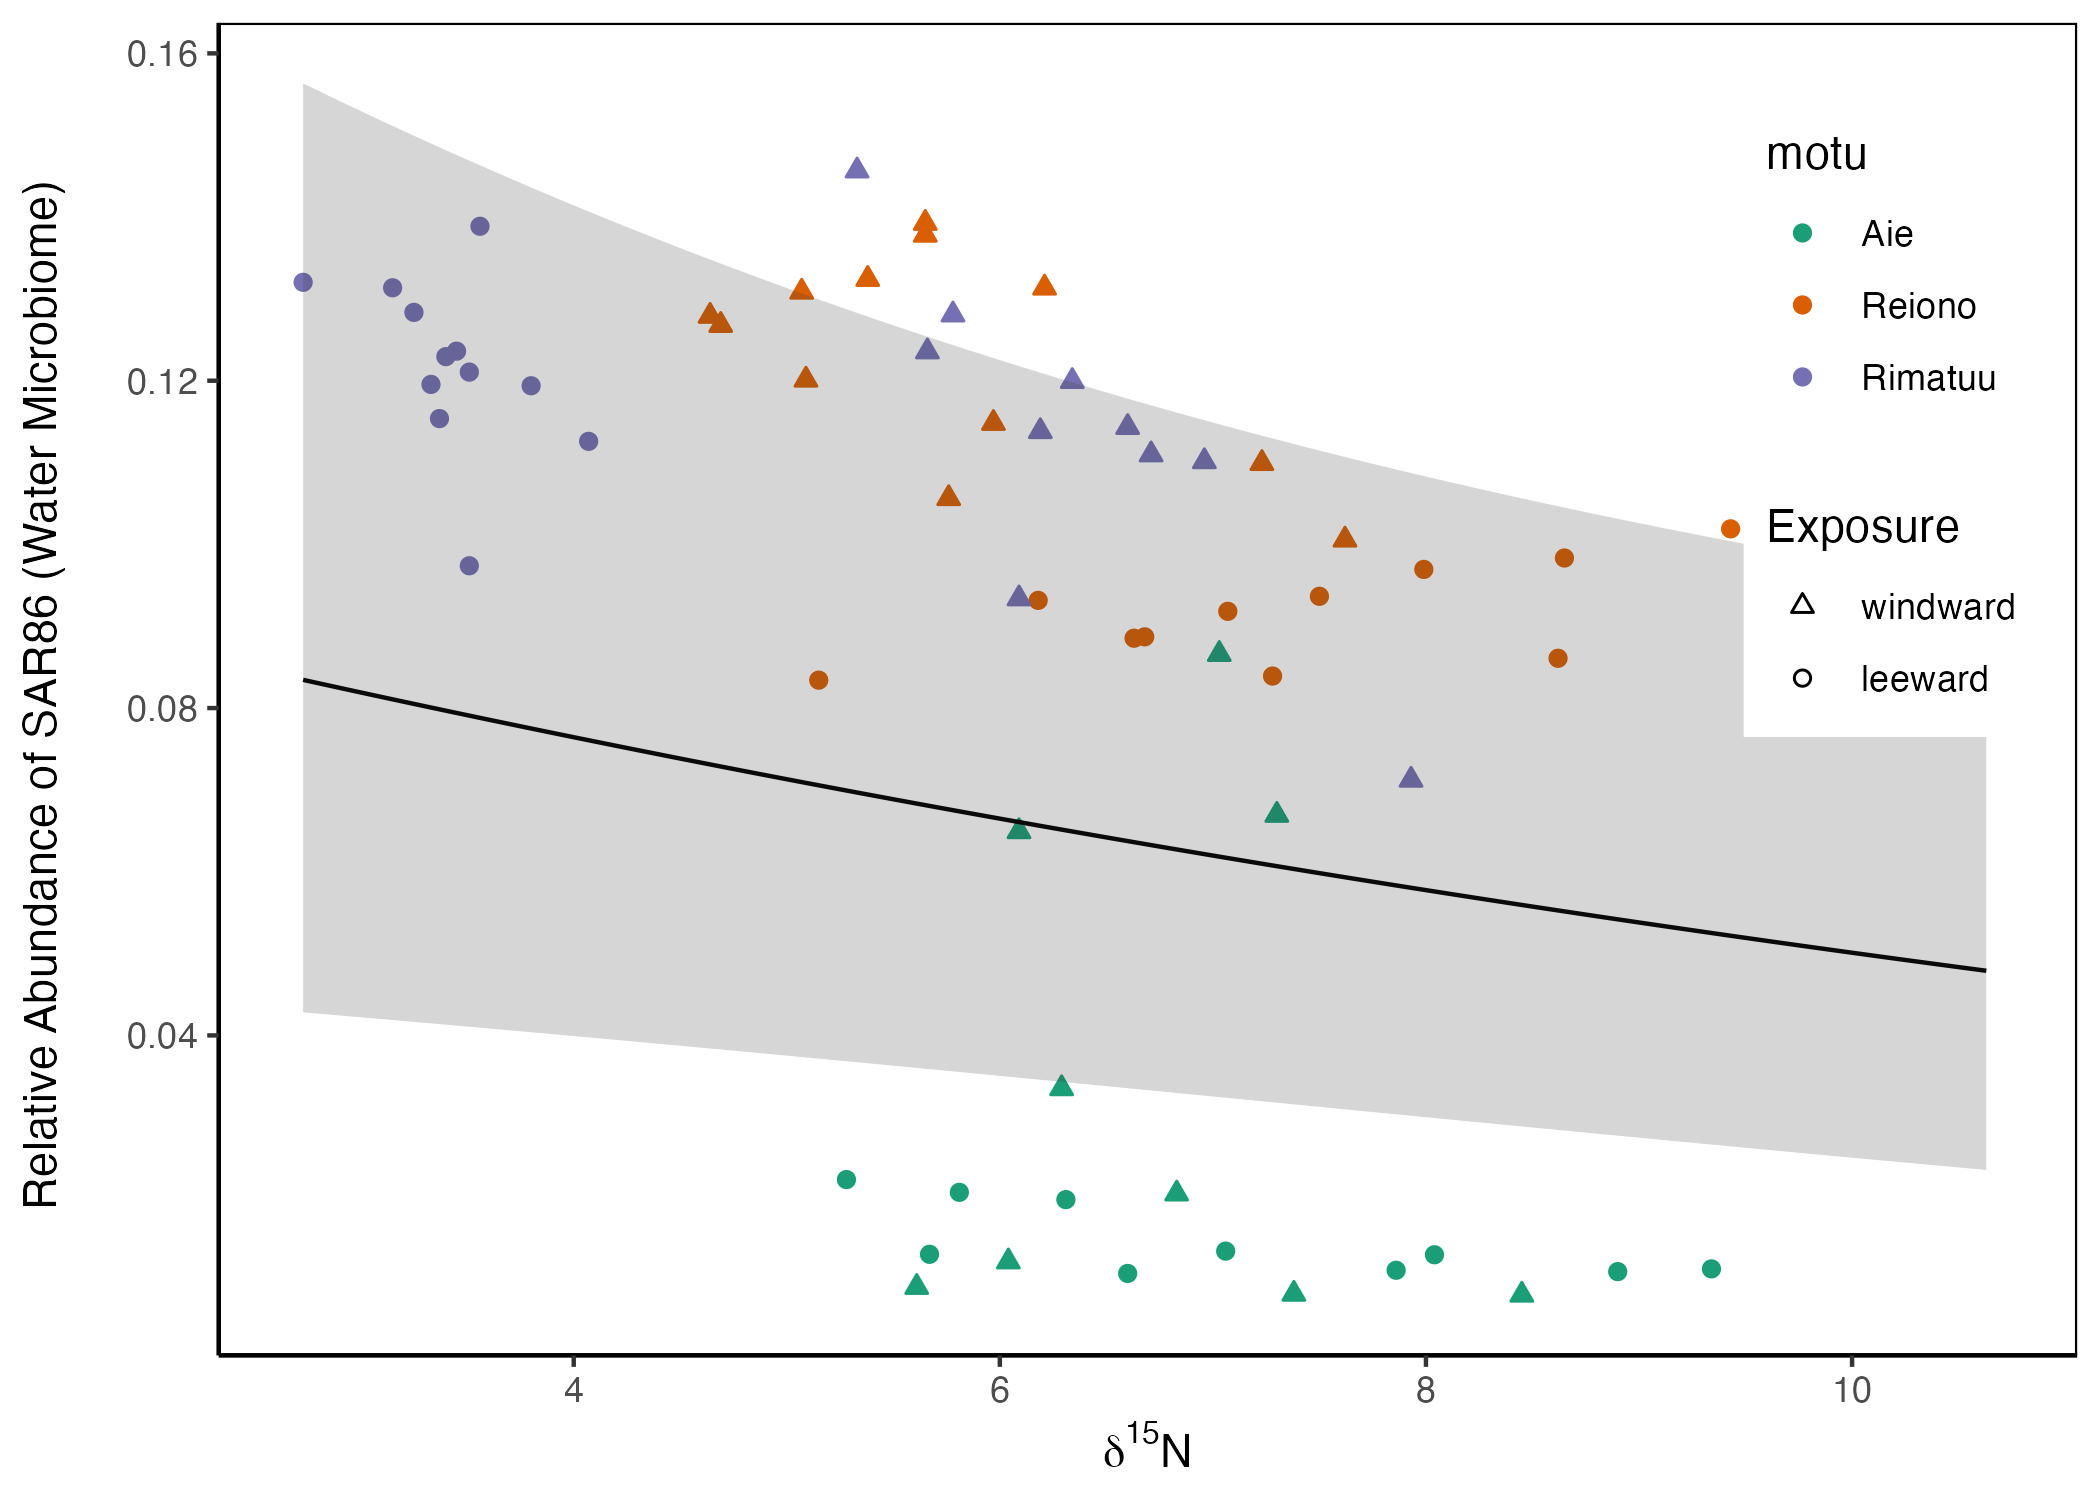 0.16
0.12
0.08
0.04
Relative Abundance of SAR86 (Water Microbiome)
motu
Aie
Reiono
Rimatuu
Exposure
windward
leeward
4 6 8 10
δ¹⁵N